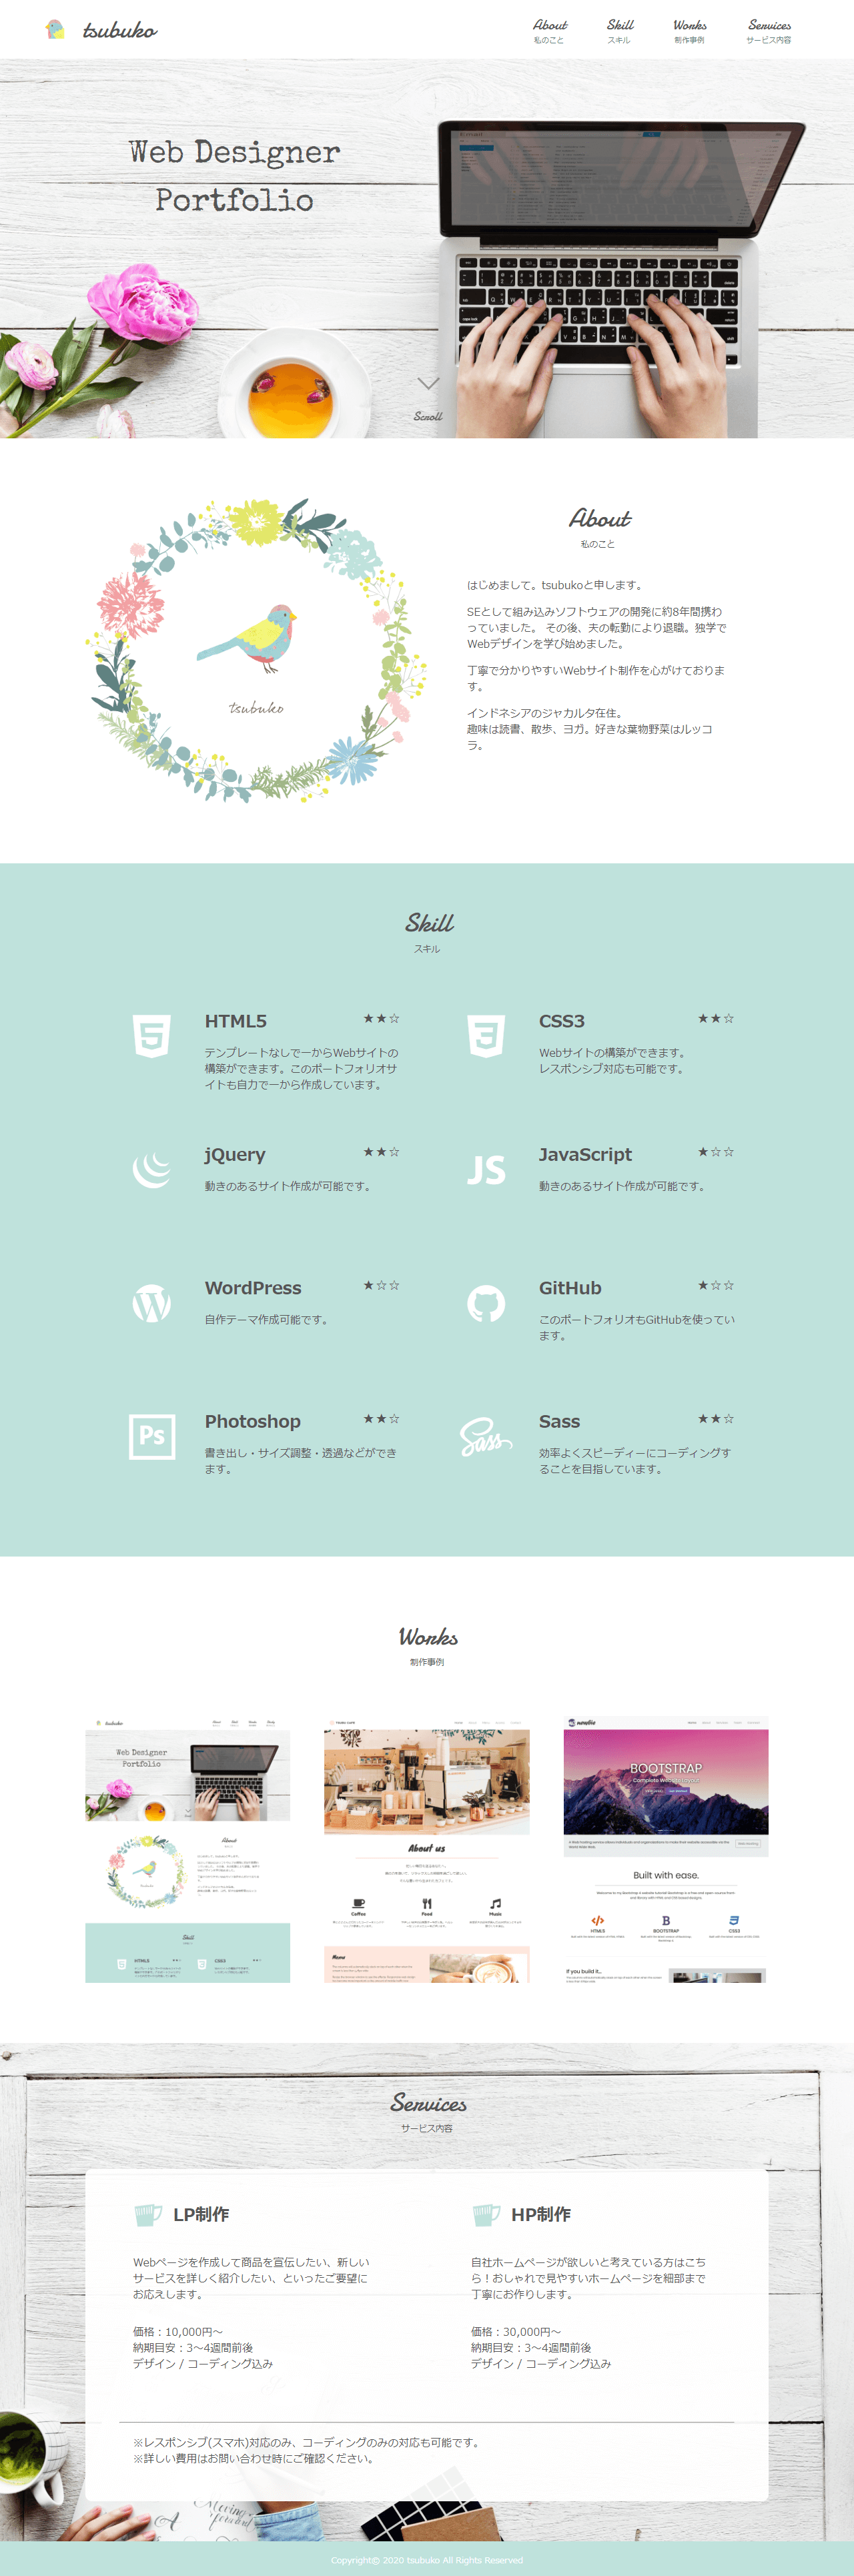 tsubuko
About
私のこと
Skill
スキル
Works
制作事例
Services
サービス内容
Web Designer
Portfolio
Scroll
tsubuko
About
私のこと
はじめまして。tsubukoと申します。
SEとして組み込みソフトウェアの開発に約8年間携わ
っていました。 その後、夫の転勤により退職。独学で
Webデザインを学び始めました。
丁寧で分かりやすいWebサイト制作を心がけておりま
す。
インドネシアのジャカルタ在住。
趣味は読書、散歩、ヨガ。好きな葉物野菜はルッコ
ラ。
Skill
スキル
HTML5 ★★☆
テンプレートなしで一からWebサイトの
構築ができます。このポートフォリオサ
イトも自力で一から作成しています。
CSS3 ★★☆
Webサイトの構築ができます。
レスポンシブ対応も可能です。
jQuery ★★☆
動きのあるサイト作成が可能です。
JS
JavaScript ★☆☆
動きのあるサイト作成が可能です。
WordPress ★☆☆
自作テーマ作成可能です。
GitHub ★☆☆
このポートフォリオもGitHubを使ってい
ます。
Ps
Photoshop ★★☆
書き出し・サイズ調整・透過などができ
ます。
Sass
Sass ★★☆
効率よくスピーディーにコーディングす
ることを目指しています。
Works
制作事例
tsubuko
Web Designer
Portfolio
About
Skill
HTML5
CSS3
About us
Coffee
Food
Music
Menu
newbie
BOOTSTRAP
Complete Website Layout
Built with ease.
HTML5
BOOTSTRAP
CSS3
If you build it...
Services
サービス内容
LP制作
Webページを作成して商品を宣伝したい、新しい
サービスを詳しく紹介したい、といったご要望に
お応えします。
価格：10,000円〜
納期目安：3〜4週間前後
デザイン / コーディング込み
HP制作
自社ホームページが欲しいと考えている方はこち
ら！おしゃれで見やすいホームページを細部まで
丁寧にお作りします。
価格：30,000円〜
納期目安：3〜4週間前後
デザイン / コーディング込み
※レスポンシブ(スマホ)対応のみ、コーディングのみの対応も可能です。
※詳しい費用はお問い合わせ時にご確認ください。
Moving
forward
Copyright© 2020 tsubuko All Rights Reserved